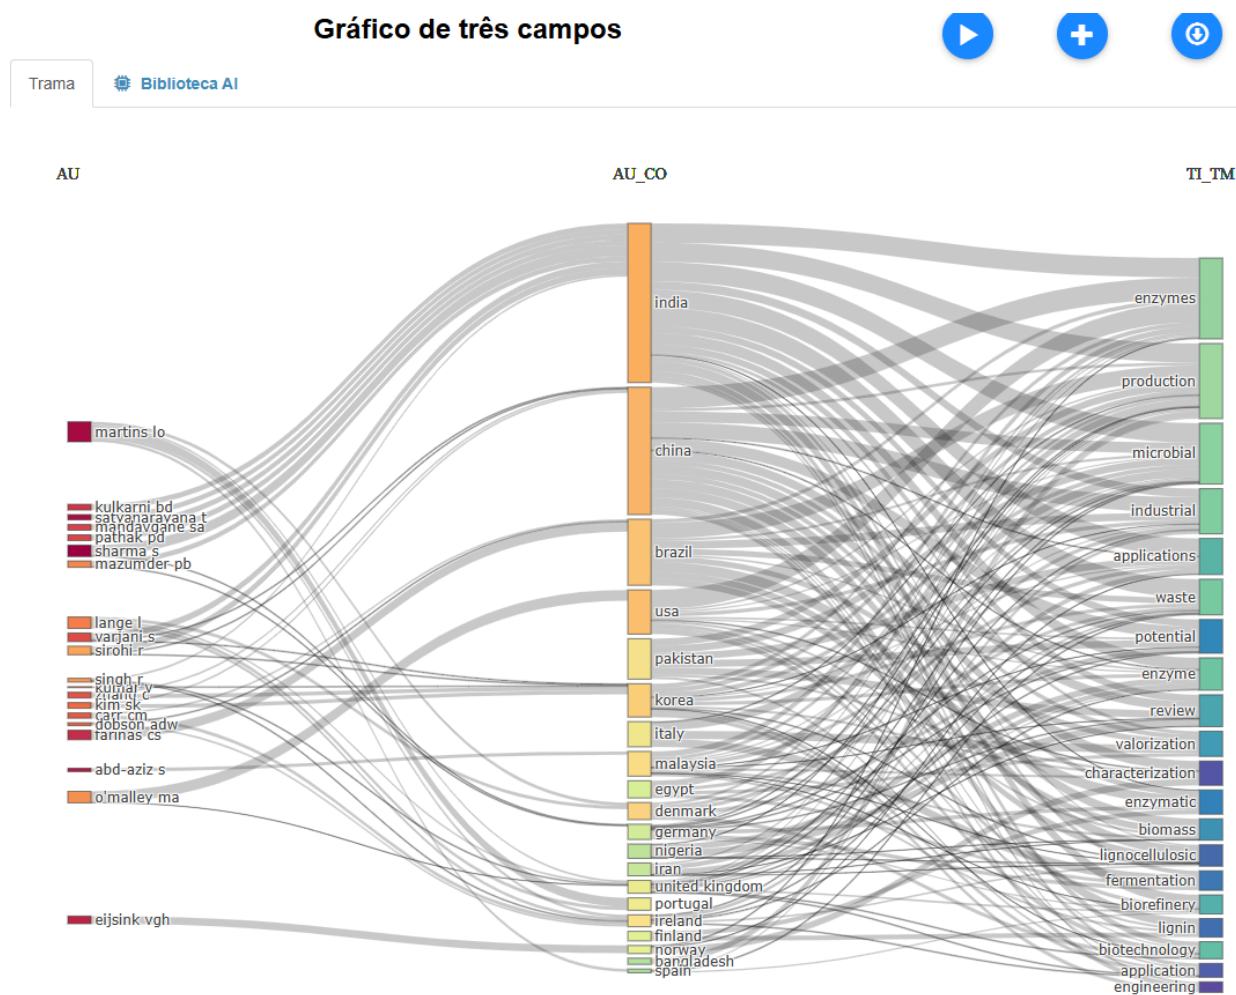 Gráfico de três campos
Trama
Biblioteca AI
AU
AU_CO
TI_TM
martins lo
kulkarni bd
satyanarayana t
mandavgane sa
pathak pd
sharma s
mazumder pb
lange l
varjani s
sirohi r
singh r
kumar v
zhang c
kim sk
carr cm
dobson adw
farinas cs
abd-aziz s
o'malley ma
eijsink vgh
india
china
brazil
usa
pakistan
korea
italy
malaysia
egypt
denmark
germany
nigeria
iran
united kingdom
portugal
ireland
finland
norway
bangladesh
spain
enzymes
production
microbial
industrial
applications
waste
potential
enzyme
review
valorization
characterization
enzymatic
biomass
lignocellulosic
fermentation
biorefinery
lignin
biotechnology
application
engineering